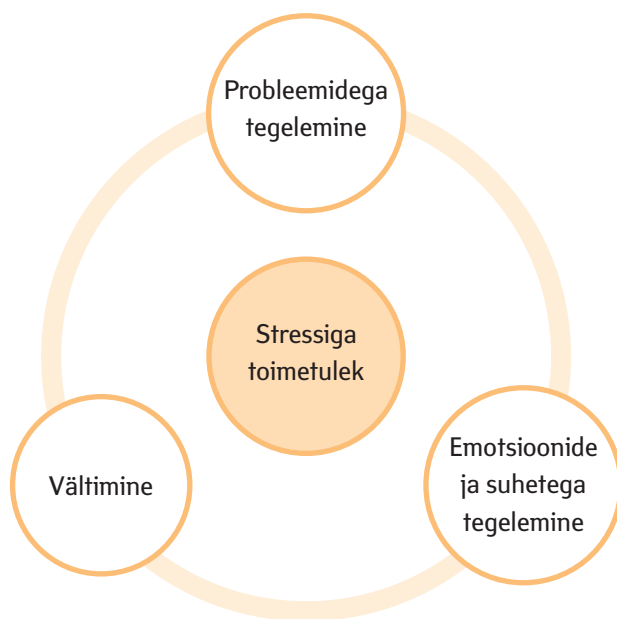 Probleemidega
tegelemine
Stressiga
toimetulek
Vältimine
Emotsioonide
ja suhetega
tegelemine